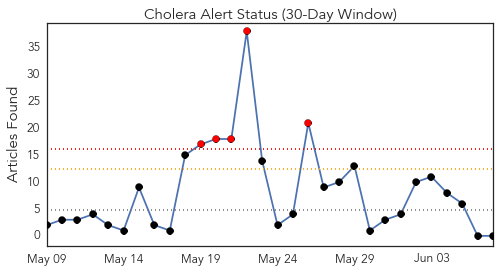 Cholera Alert Status (30-Day Window)
Articles Found
35
30
25
20
15
10
5
0
May 09 May 14 May 19 May 24 May 29 Jun 03